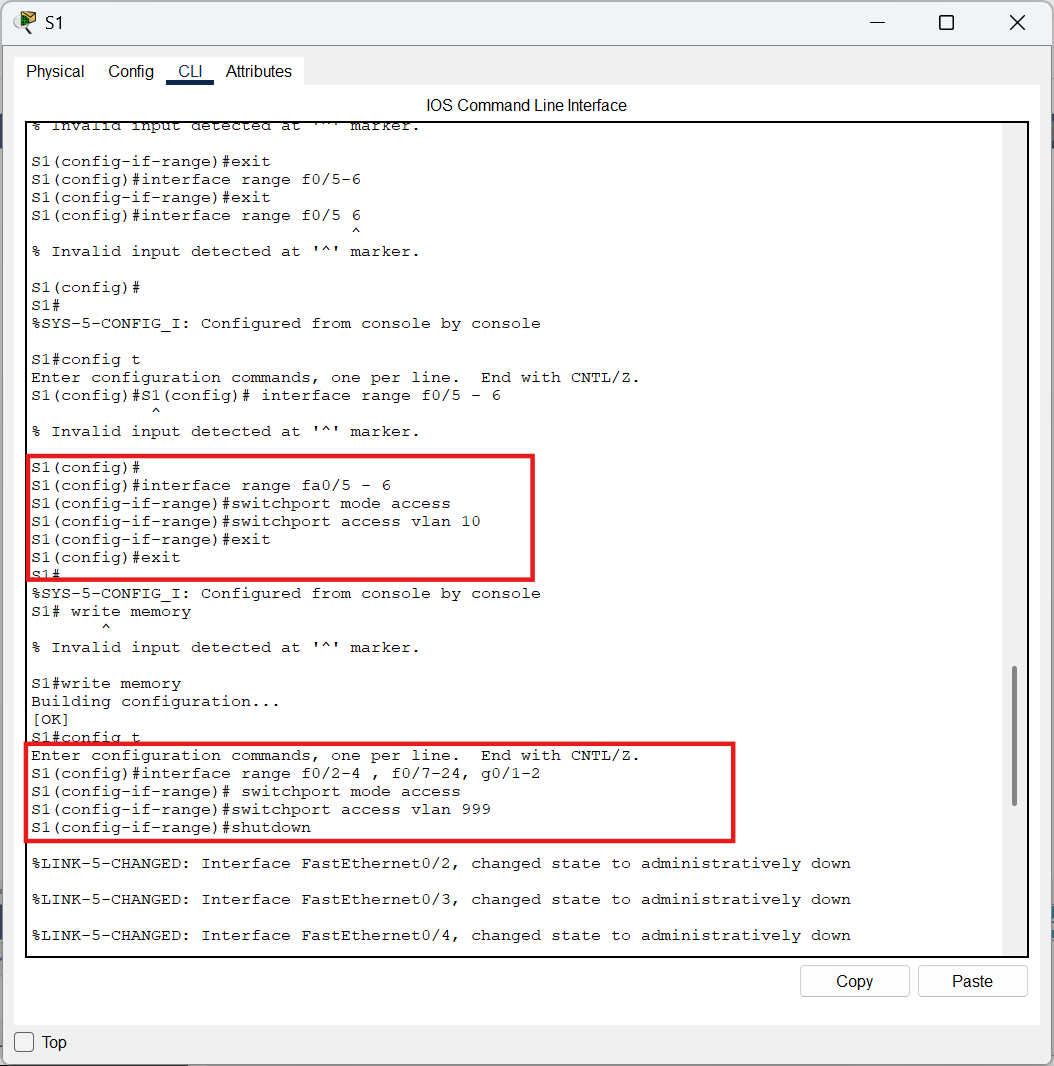 S1
Physical Config CLI Attributes
IOS Command Line Interface
% Invalid input detected at '^' marker.
S1(config-if-range)#exit
S1(config)#interface range f0/5-6
S1(config-if-range)#exit
S1(config)#interface range f0/5 6
^
% Invalid input detected at '^' marker.
S1(config)#
S1#
%SYS-5-CONFIG_I: Configured from console by console
S1#config t
Enter configuration commands, one per line.  End with CNTL/Z.
S1(config)#S1(config)# interface range f0/5 - 6
^
% Invalid input detected at '^' marker.
S1(config)#
S1(config)#interface range fa0/5 - 6
S1(config-if-range)#switchport mode access
S1(config-if-range)#switchport access vlan 10
S1(config-if-range)#exit
S1(config)#exit
S1#
%SYS-5-CONFIG_I: Configured from console by console
S1# write memory
^
% Invalid input detected at '^' marker.
S1#write memory
Building configuration...
[OK]
S1#config t
Enter configuration commands, one per line.  End with CNTL/Z.
S1(config)#interface range f0/2-4 , f0/7-24, g0/1-2
S1(config-if-range)# switchport mode access
S1(config-if-range)#switchport access vlan 999
S1(config-if-range)#shutdown
%LINK-5-CHANGED: Interface FastEthernet0/2, changed state to administratively down
%LINK-5-CHANGED: Interface FastEthernet0/3, changed state to administratively down
%LINK-5-CHANGED: Interface FastEthernet0/4, changed state to administratively down
Copy Paste
Top